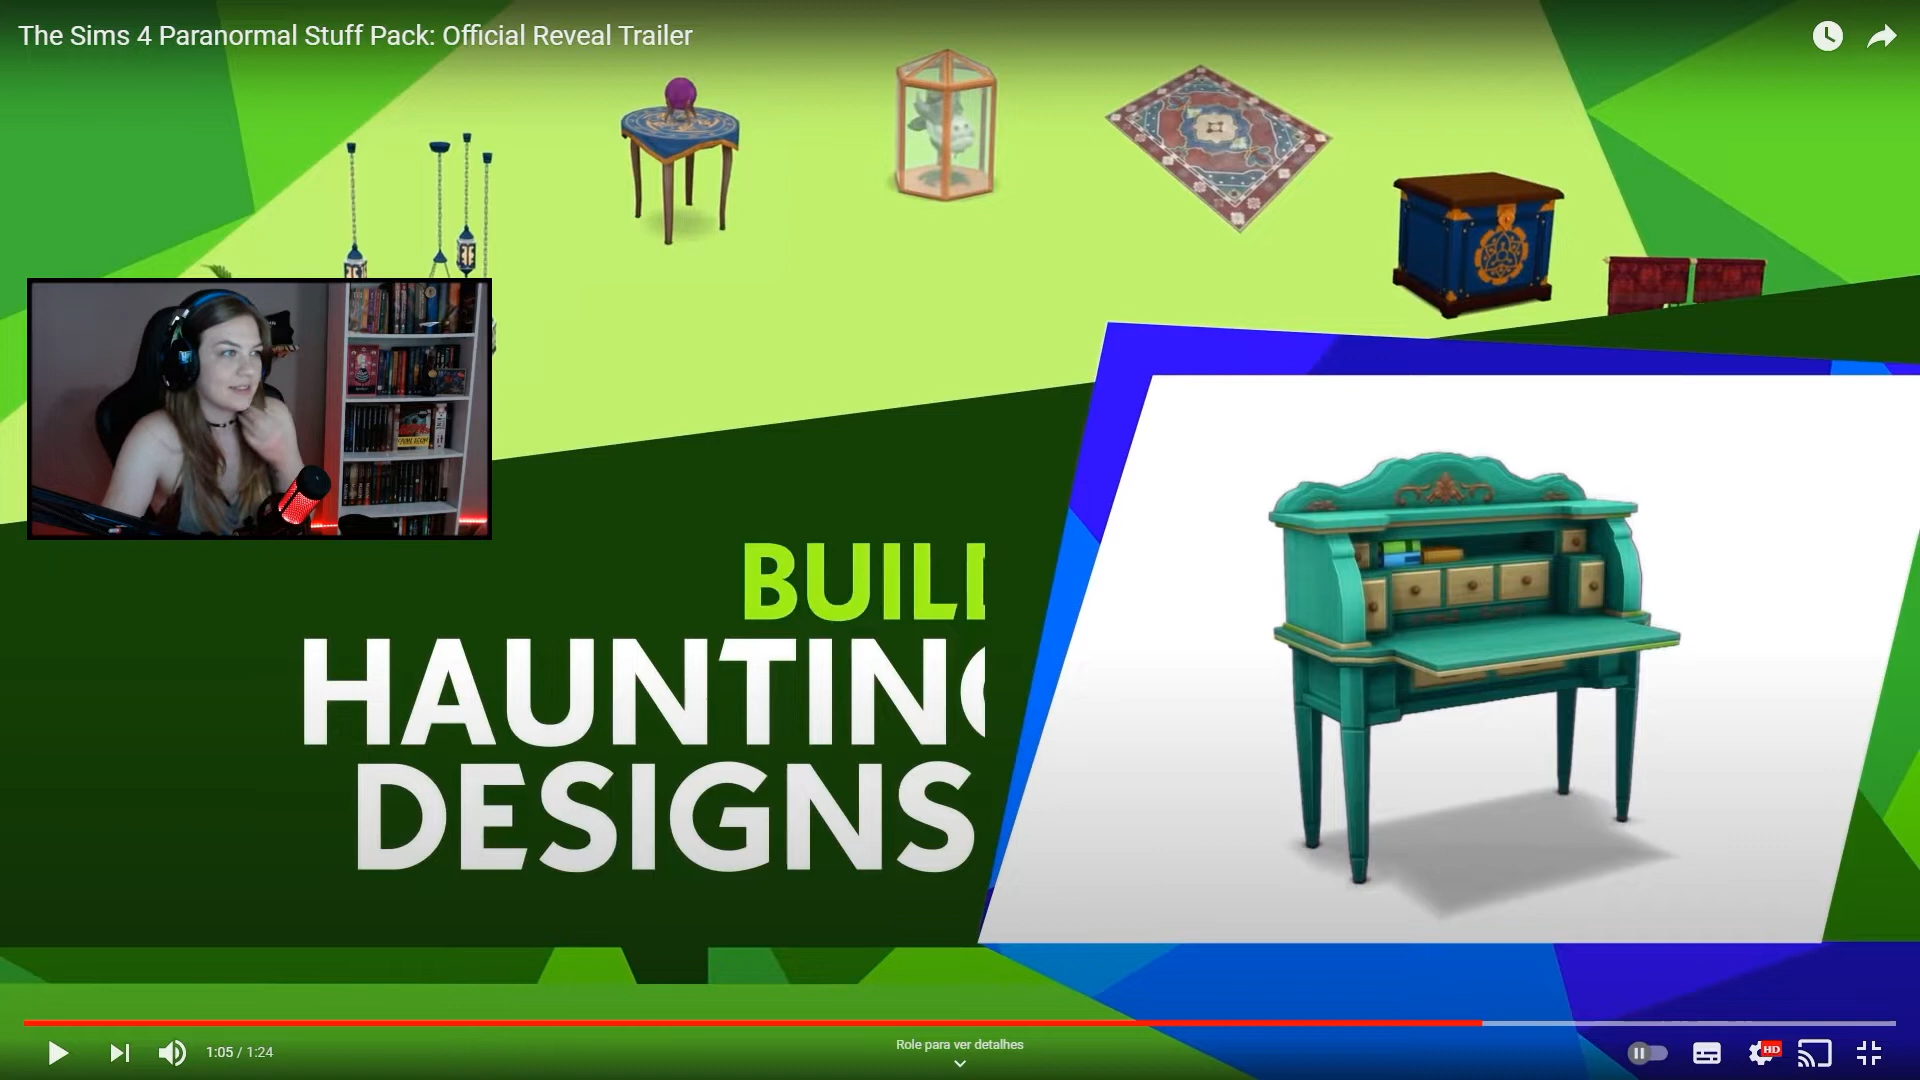 The Sims 4 Paranormal Stuff Pack: Official Reveal Trailer
BUIL
HAUNTING
DESIGNS
1:05 / 1:24
Role para ver detalhes
HD